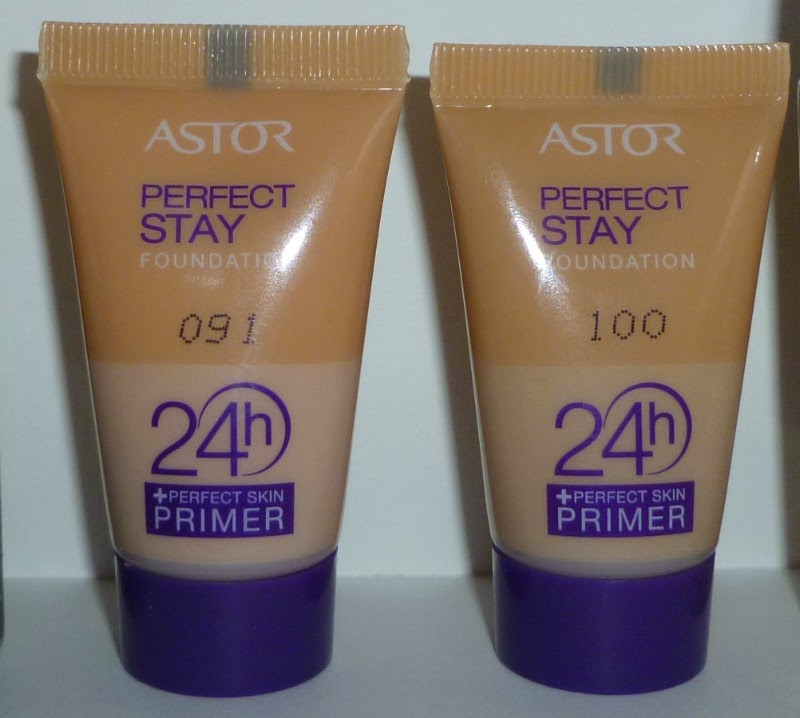 ASTOR
PERFECT
STAY
FOUNDATION
091
24h
+PERFECT SKIN
PRIMER
ASTOR
PERFECT
STAY
FOUNDATION
100
24h
+PERFECT SKIN
PRIMER